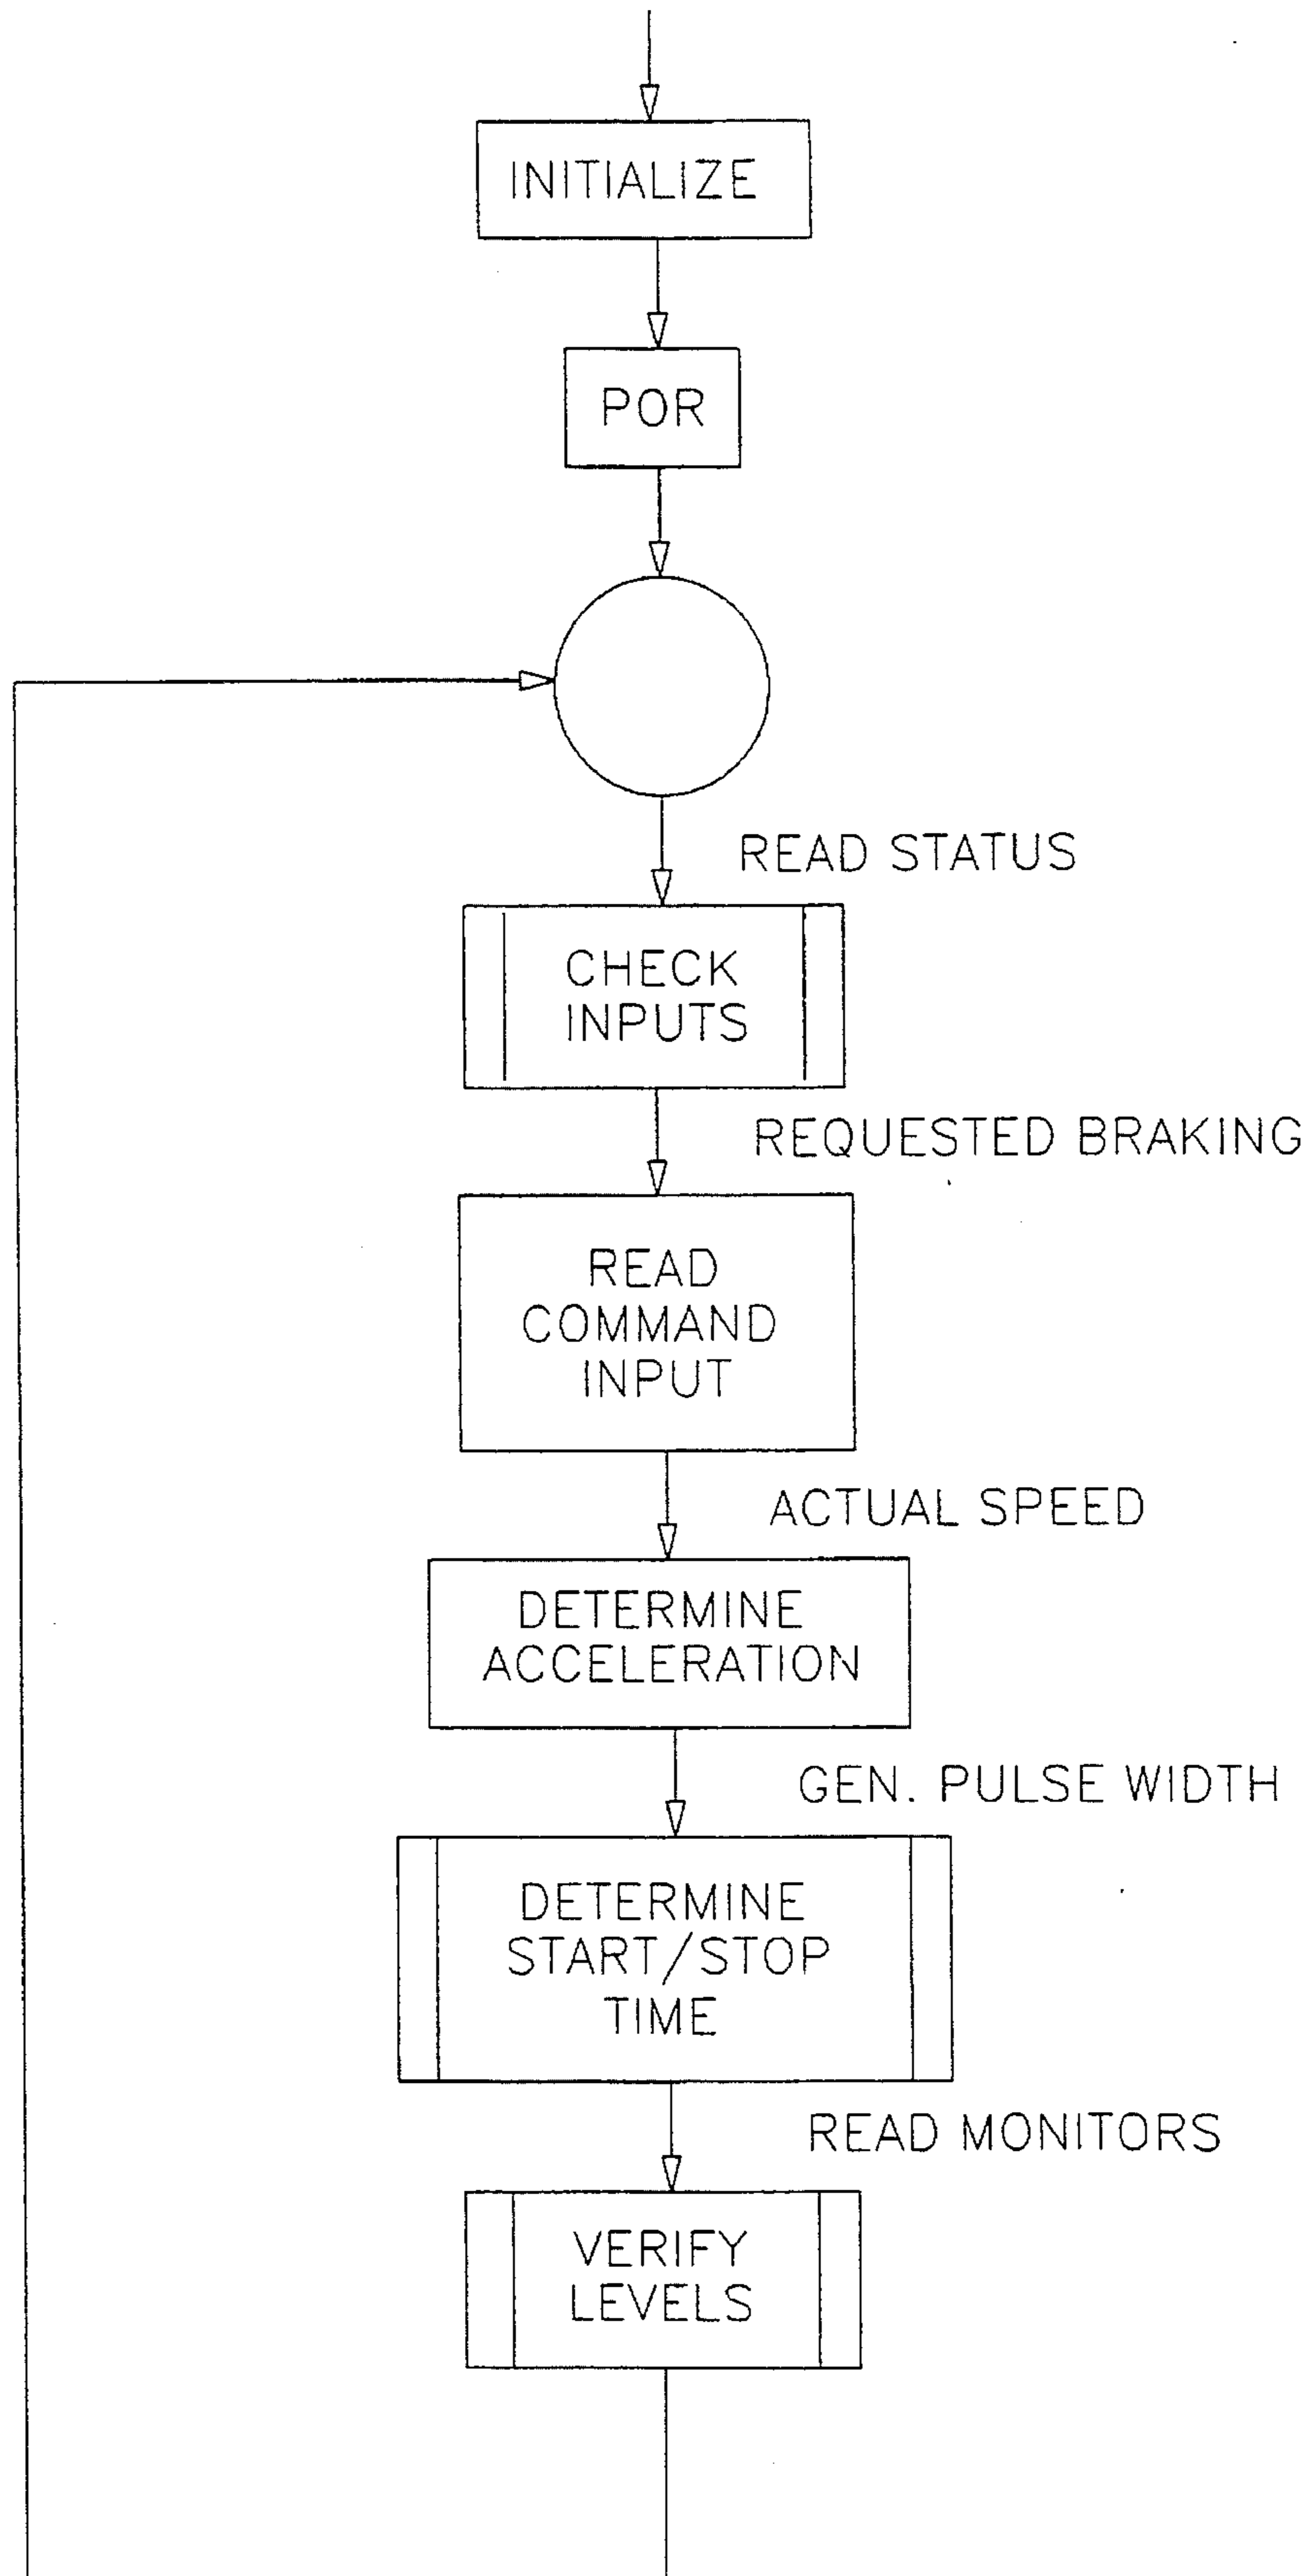 INITIALIZE
POR
READ STATUS
CHECK
INPUTS
REQUESTED BRAKING
READ
COMMAND
INPUT
ACTUAL SPEED
DETERMINE
ACCELERATION
GEN. PULSE WIDTH
DETERMINE
START/STOP
TIME
READ MONITORS
VERIFY
LEVELS